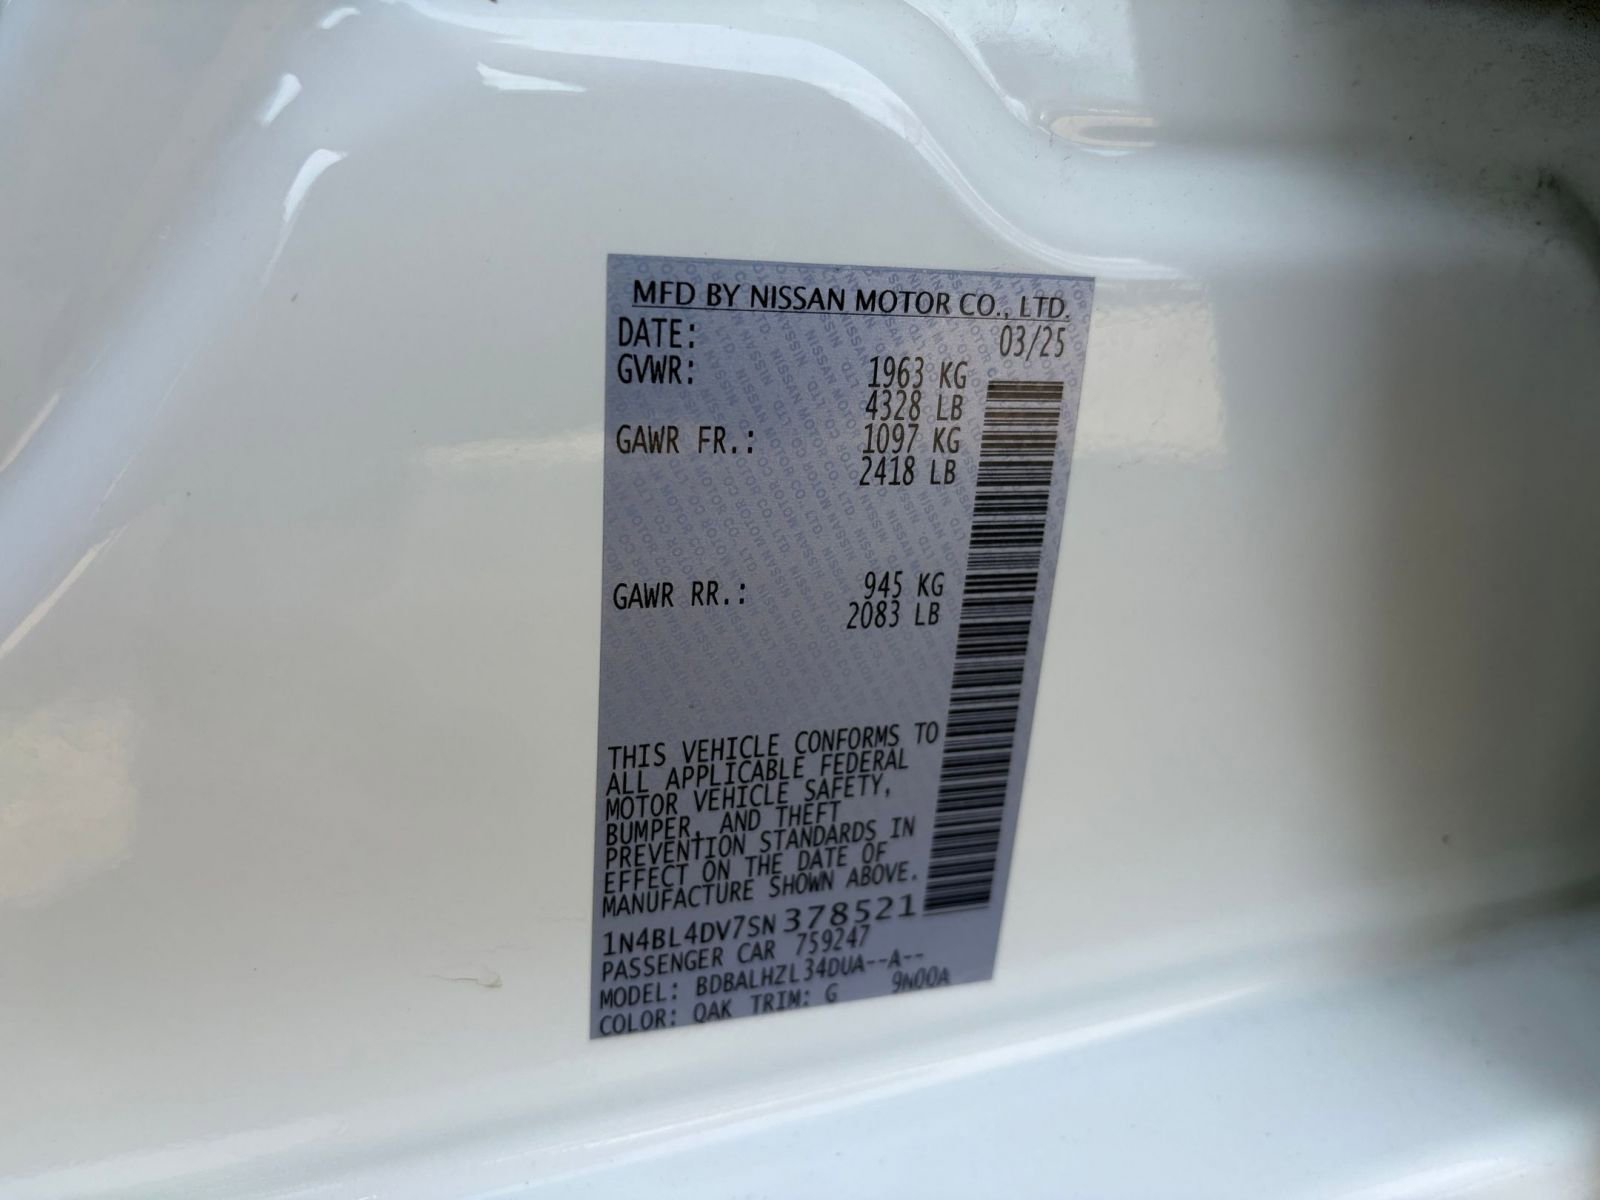 MFD BY NISSAN MOTOR CO., LTD.
DATE: 03/25
GVWR: 1963 KG
4328 LB
GAWR FR.: 1097 KG
2418 LB
GAWR RR.: 945 KG
2083 LB
THIS VEHICLE CONFORMS TO
ALL APPLICABLE FEDERAL
MOTOR VEHICLE SAFETY,
BUMPER, AND THEFT
PREVENTION STANDARDS IN
EFFECT ON THE DATE OF
MANUFACTURE SHOWN ABOVE.
1N4BL4DV7SN378521
PASSENGER CAR 759247
MODEL: BDBALHZL34DUA--A--
COLOR: QAK TRIM: G 9N00A